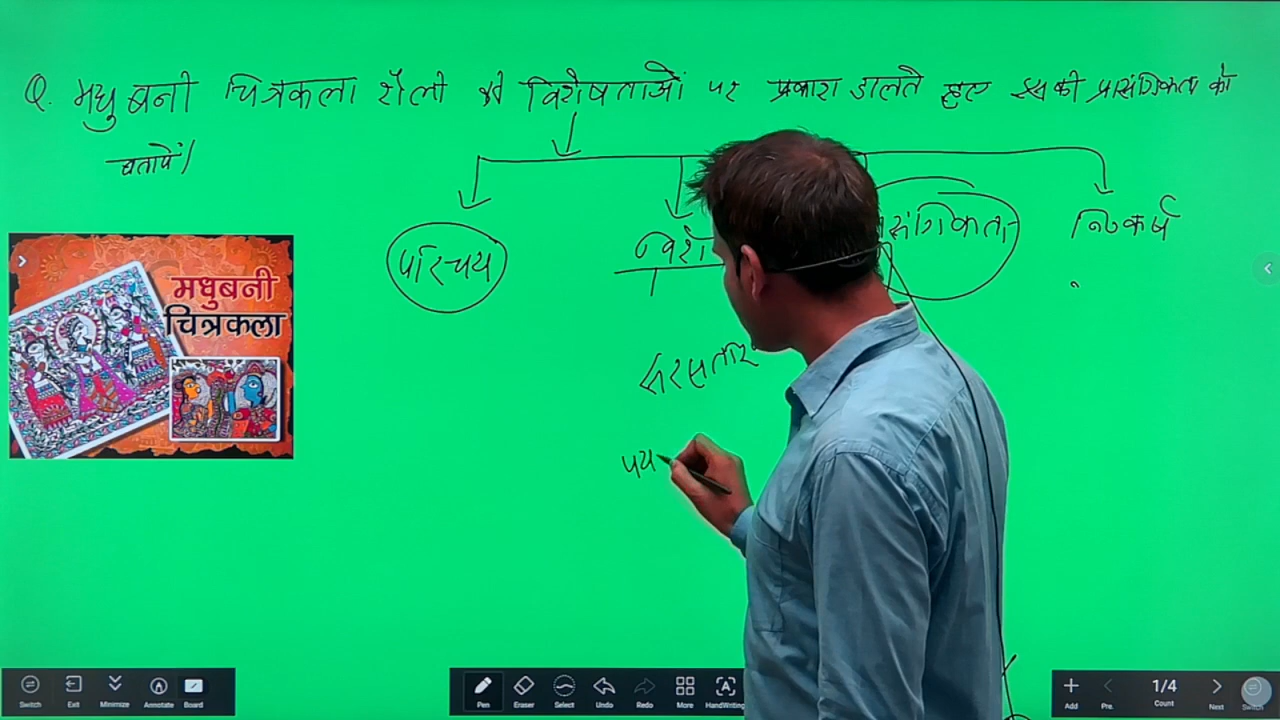 Q. मधुबनी चित्रकला शैली की विशेषताओं पर प्रकाश डालते हुए इसकी प्रासंगिकता को
बतायें।
परिचय
विशे
संगिकता
निष्कर्ष
मधुबनी
चित्रकला
पय
Switch
Exit
Minimize
Annotate
Board
Pen
Eraser
Select
Undo
Redo
More
HandWriting
Add
Pre.
1/4
Count
Next
Switch